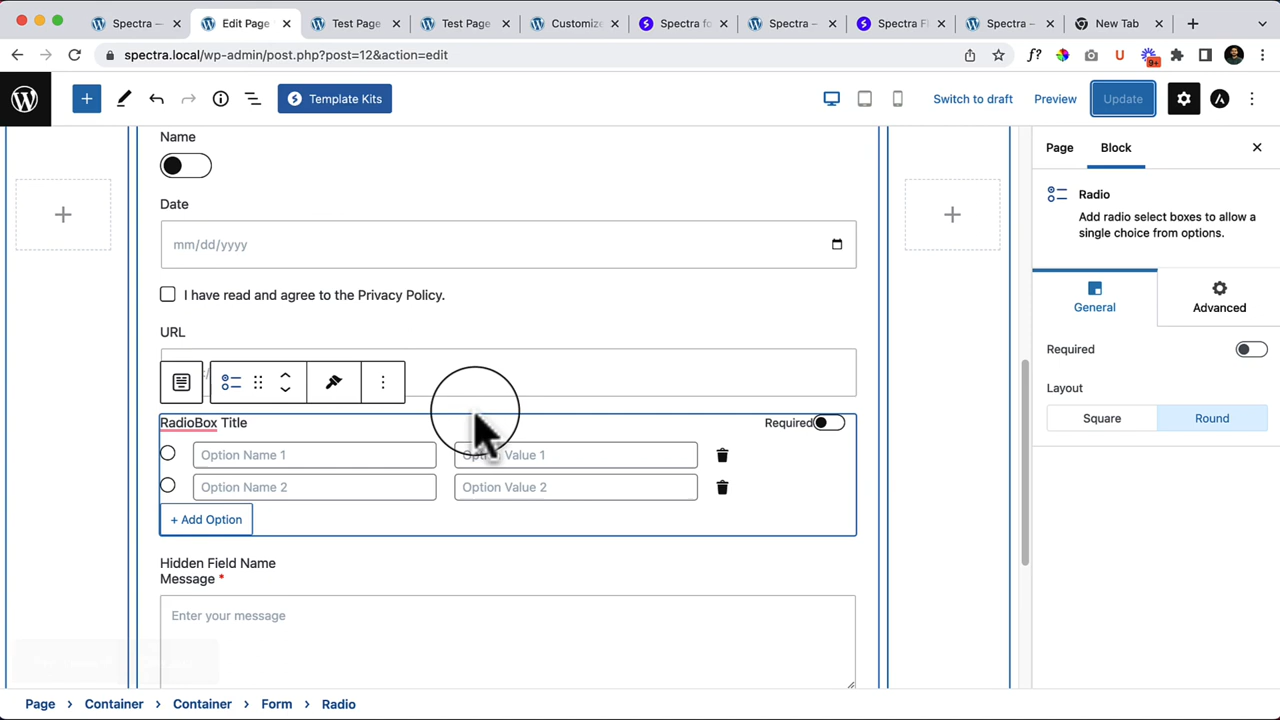 Spectra —
Edit Page
Test Page
Test Page
Customize
Spectra fo
Spectra —
Spectra Fl
Spectra —
New Tab
spectra.local/wp-admin/post.php?post=12&action=edit
f?
U
9+
Template Kits
Switch to draft
Preview
Update
Name
Date
mm/dd/yyyy
I have read and agree to the Privacy Policy.
URL
RadioBox Title
Required
Option Name 1
Option Value 1
Option Name 2
Option Value 2
+ Add Option
Hidden Field Name
Message *
Enter your message
Page
Block
Radio
Add radio select boxes to allow a
single choice from options.
General
Advanced
Required
Layout
Square
Round
Page > Container > Container > Form > Radio